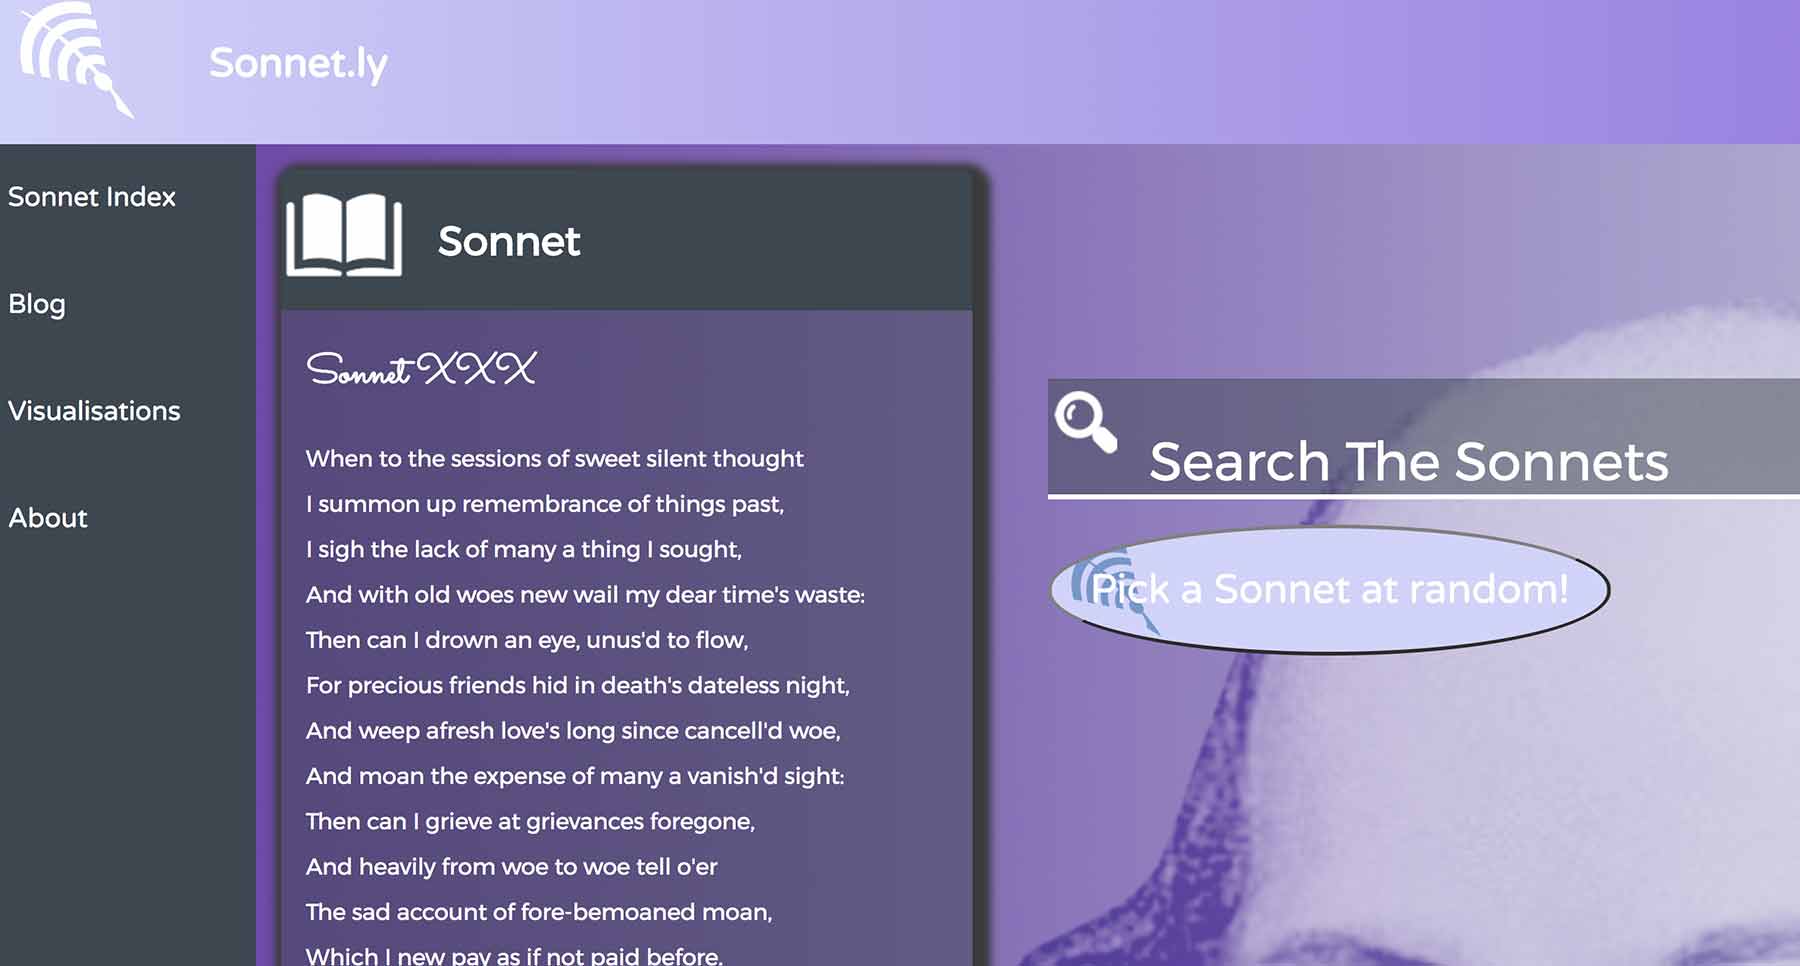 Sonnet.ly
Sonnet Index
Blog
Visualisations
About
Sonnet
Sonnet XXX
When to the sessions of sweet silent thought
I summon up remembrance of things past,
I sigh the lack of many a thing I sought,
And with old woes new wail my dear time's waste:
Then can I drown an eye, unus'd to flow,
For precious friends hid in death's dateless night,
And weep afresh love's long since cancell'd woe,
And moan the expense of many a vanish'd sight:
Then can I grieve at grievances foregone,
And heavily from woe to woe tell o'er
The sad account of fore-bemoaned moan,
Which I new pay as if not paid before.
Search The Sonnets
Pick a Sonnet at random!